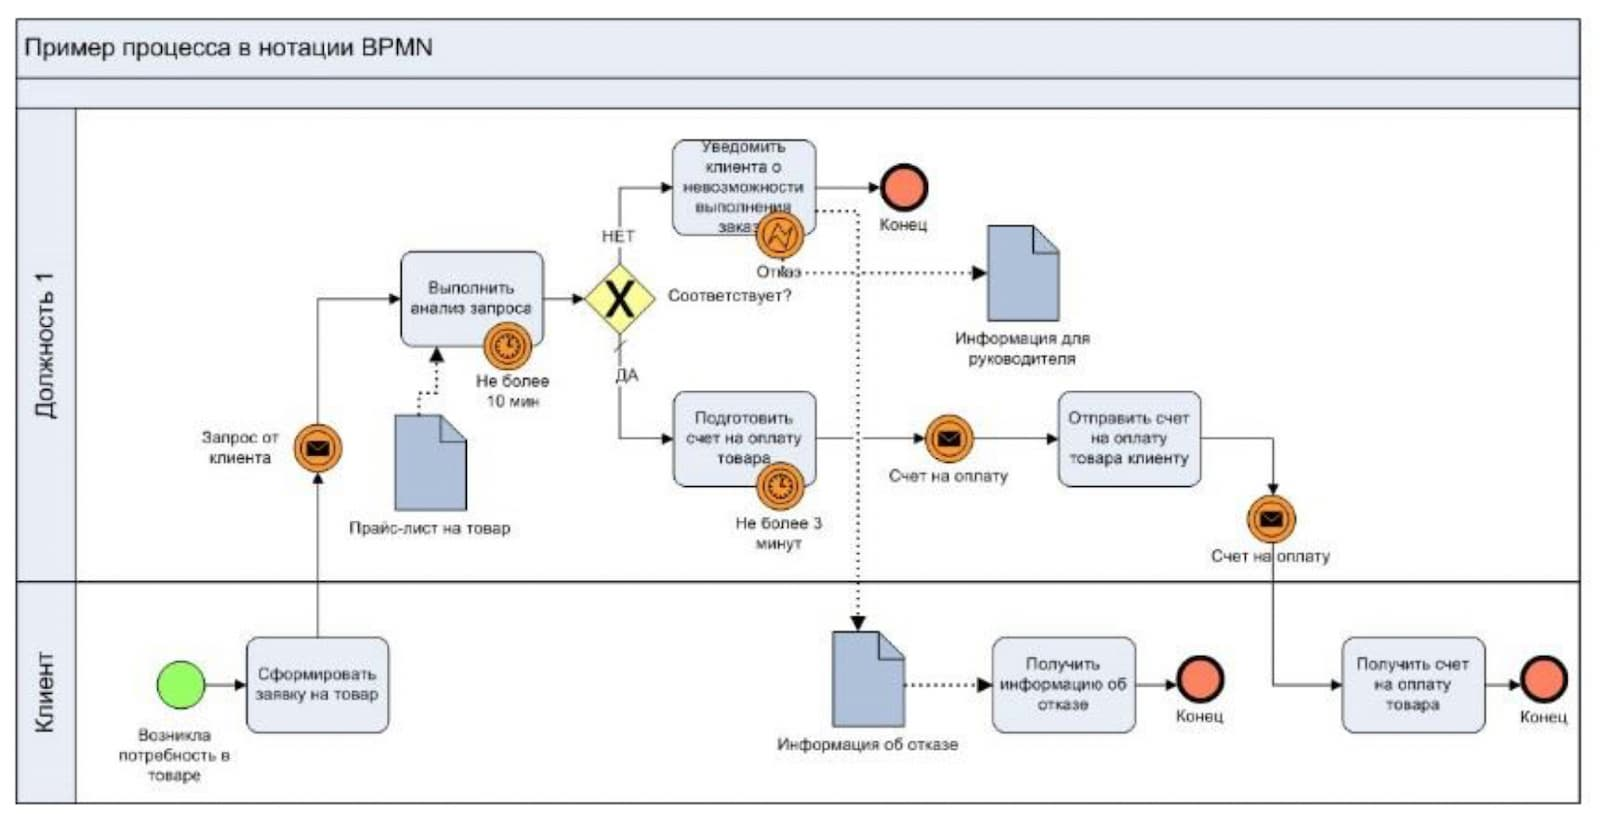 Пример процесса в нотации BPMN
Должность 1
Уведомить
клиента о
невозможности
выполнения
заказ
Конец
НЕТ
Отказ
Соответствует?
Выполнить
анализ запроса
Информация для
руководителя
Не более
10 мин
ДА
Запрос от
клиента
Подготовить
счет на оплату
товара
Счет на оплату
Отправить счет
на оплату
товара клиенту
Прайс-лист на товар
Не более 3
минут
Счет на оплату
Клиент
Возникла
потребность в
товаре
Сформировать
заявку на товар
Информация об отказе
Получить
информацию об
отказе
Конец
Получить счет
на оплату
товара
Конец